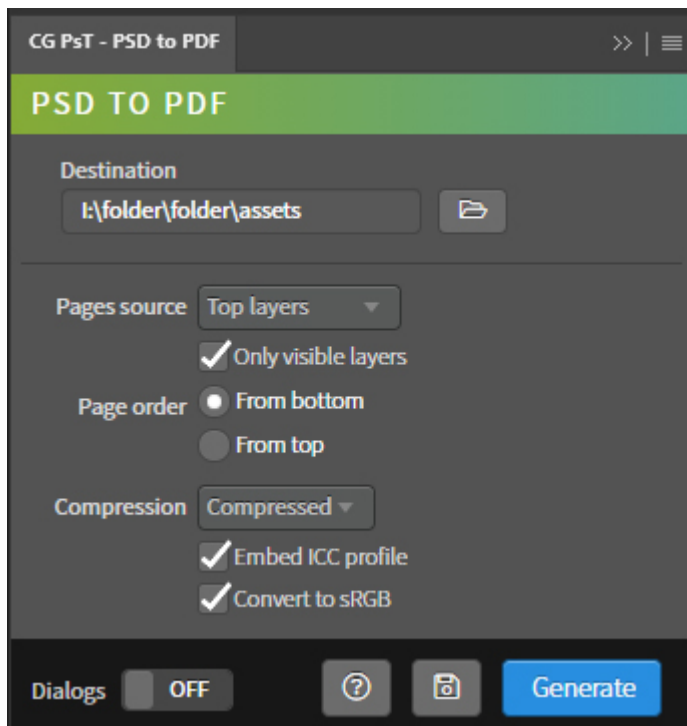 CG PsT - PSD to PDF
PSD TO PDF
Destination
I:\folder\folder\assets
Pages source Top layers
Only visible layers
Page order From bottom
From top
Compression Compressed
Embed ICC profile
Convert to sRGB
Dialogs OFF Generate